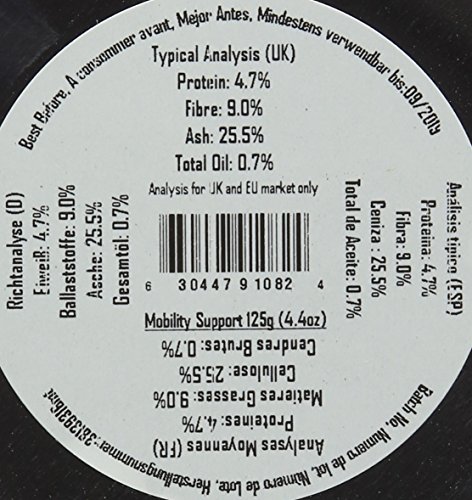 Best Before, A consommer avant, Mejor Antes, Mindestens verwendbar bis:09/2019
Typical Analysis (UK)
Protein: 4.7%
Fibre: 9.0%
Ash: 25.5%
Total Oil: 0.7%
Analysis for UK and EU market only
6 30447 91082 4
Mobility Support 125g (4.4oz)
Richtanalyse (D)
Eiweiß: 4.7%
Ballaststoffe: 9.0%
Asche: 25.5%
Gesamtöl: 0.7%
Análisis típico (ESP)
Proteína: 4.7%
Fibra: 9.0%
Ceniza : 25.5%
Total de Aceite: 0.7%
Analyses Moyennes (FR)
Proteines: 4.7%
Matieres Grasses: 9.0%
Cellulose: 25.5%
Cendres Brutes: 0.7%
Batch No, Numero de lot, Número de Lote, Herstellungsnummer: